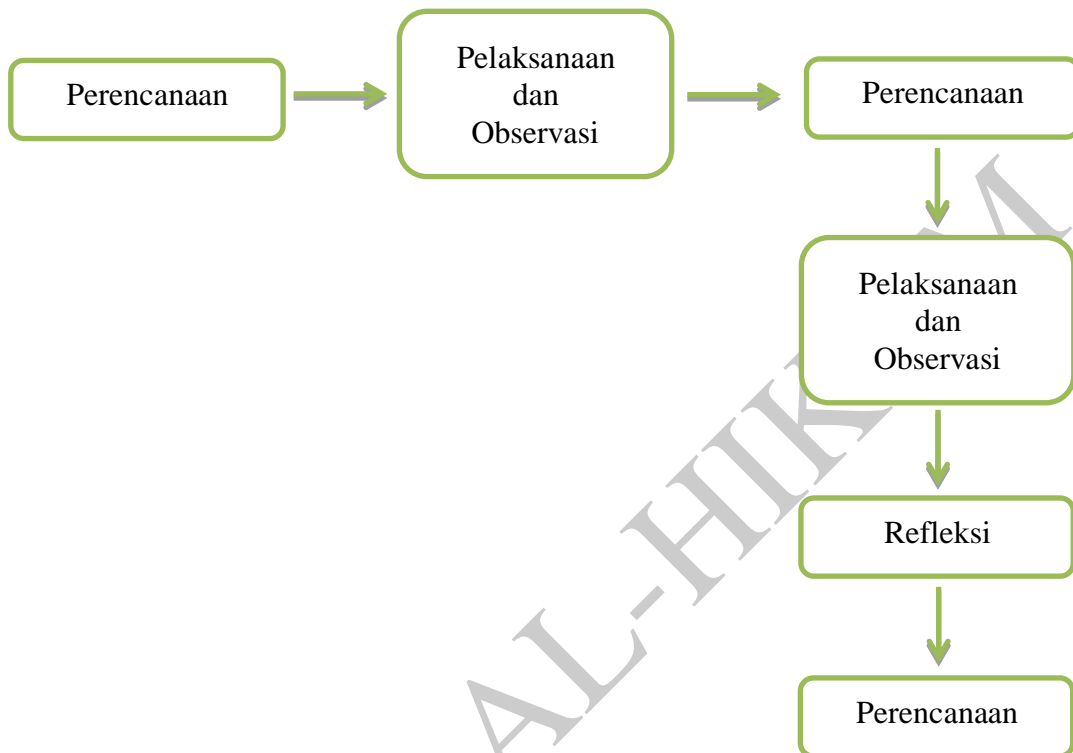 Perencanaan
Pelaksanaan
dan
Observasi
Perencanaan
Pelaksanaan
dan
Observasi
Refleksi
Perencanaan